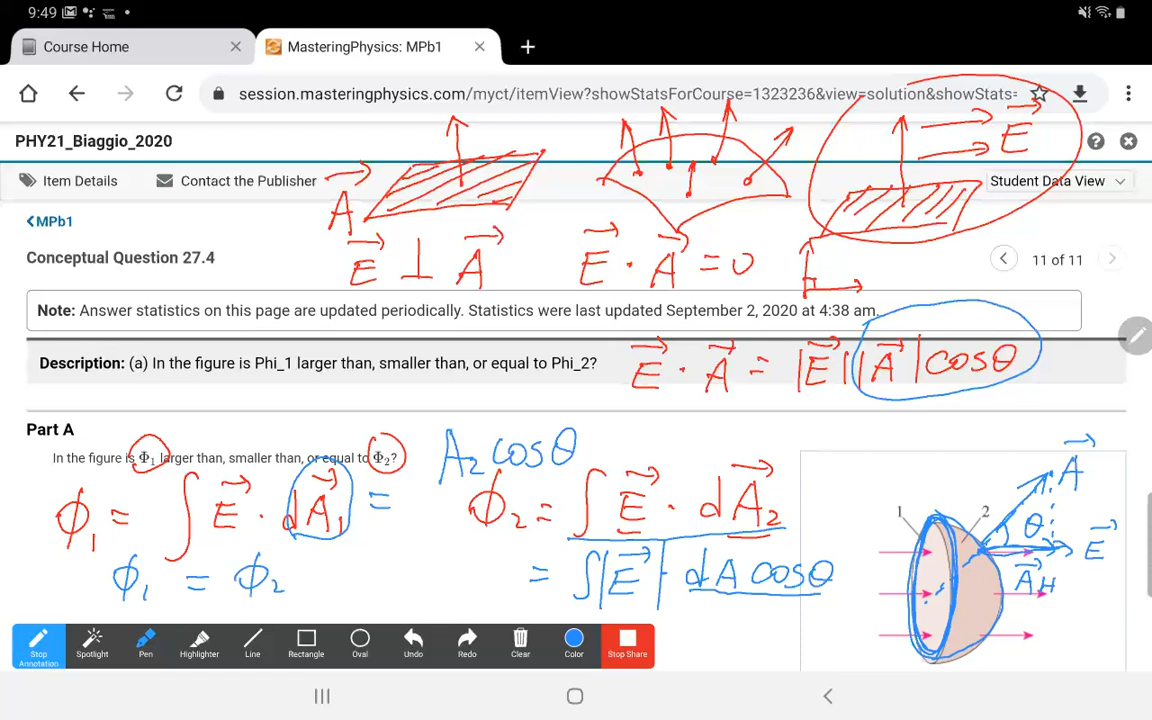 9:49
Course Home
MasteringPhysics: MPb1
session.masteringphysics.com/myct/itemView?showStatsForCourse=1323236&view=solution&showStats=
PHY21_Biaggio_2020
Item Details
Contact the Publisher
Student Data View
E
A
MPb1
E ⊥ A
E · A = 0
Conceptual Question 27.4
11 of 11
Note: Answer statistics on this page are updated periodically. Statistics were last updated September 2, 2020 at 4:38 am.
Description: (a) In the figure is Phi_1 larger than, smaller than, or equal to Phi_2?
E · A = |E||A|cosθ
Part A
In the figure is Φ1 larger than, smaller than, or equal to Φ2?
A2 cosθ
ϕ1 = ∫ E · dA1 =
ϕ2 = ∫ E · dA2
ϕ1 = ϕ2
= ∫|E| · dA cosθ
A
1
2
θ
E
AH
Stop Annotation
Spotlight
Pen
Highlighter
Line
Rectangle
Oval
Undo
Redo
Clear
Color
Stop Share